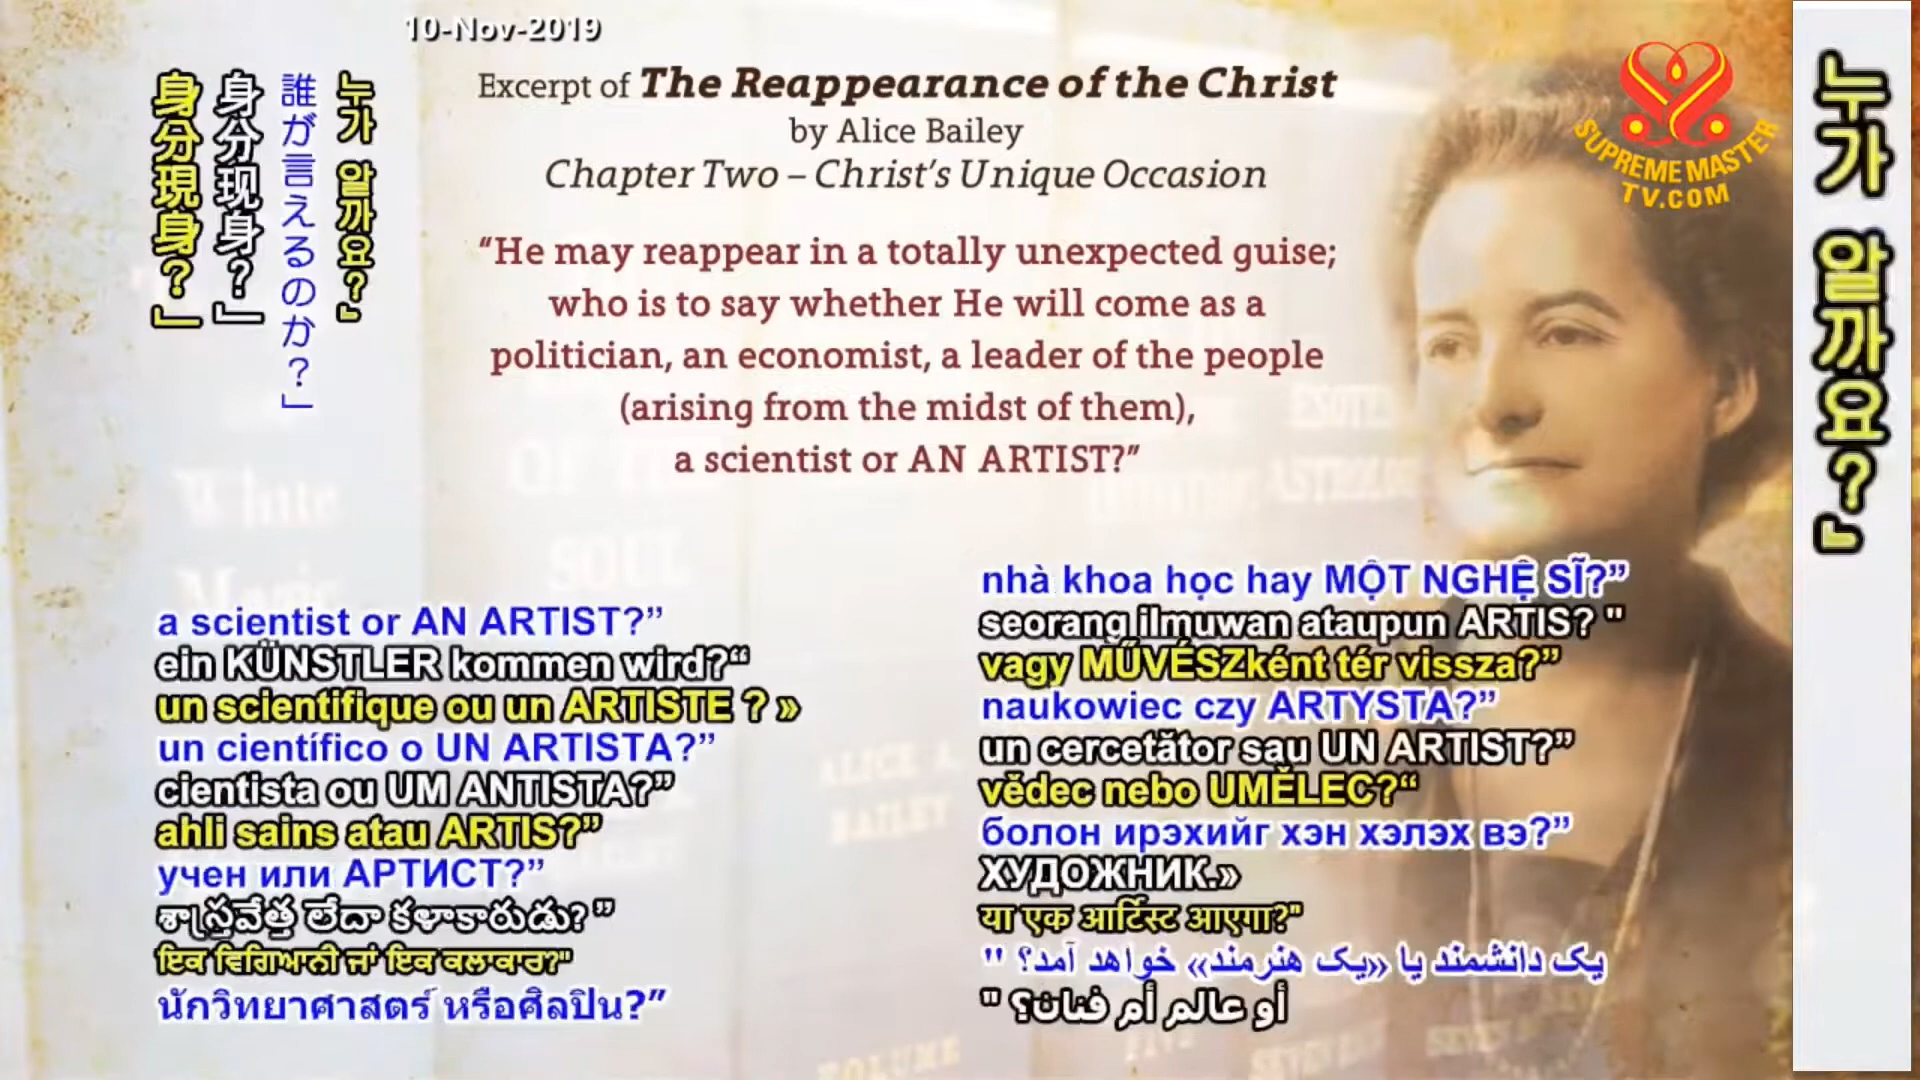 10-Nov-2019
Excerpt of The Reappearance of the Christ
by Alice Bailey
Chapter Two – Christ's Unique Occasion
“He may reappear in a totally unexpected guise;
who is to say whether He will come as a
politician, an economist, a leader of the people
(arising from the midst of them),
a scientist or AN ARTIST?”
SUPREME MASTER
TV.COM
누가 알까요?」
誰が言えるのか？」
身分现身？」
身分現身？」
누가 알까요?」
a scientist or AN ARTIST?”
ein KÜNSTLER kommen wird?“
un scientifique ou un ARTISTE ? »
un científico o UN ARTISTA?”
cientista ou UM ANTISTA?”
ahli sains atau ARTIS?”
учен или АРТИСТ?”
శాస్త్రవేత్త లేదా కళాకారుడు? ”
ਇਕ ਵਿਗਿਆਨੀ ਜਾਂ ਇਕ ਕਲਾਕਾਰ?"
นักวิทยาศาสตร์ หรือศิลปิน?”
nhà khoa học hay MỘT NGHỆ SĨ?”
seorang ilmuwan ataupun ARTIS? "
vagy MŰVÉSZként tér vissza?”
naukowiec czy ARTYSTA?”
un cercetător sau UN ARTIST?”
vědec nebo UMĚLEC?“
болон ирэхийг хэн хэлэх вэ?”
ХУДОЖНИК.»
या एक आर्टिस्ट आएगा?"
یک دانشمند یا «یک هنرمند» خواهد آمد؟ "
أو عالم أم فنان؟ "
White
Magic
OF THE
SOUL
ALICE A.
BAILEY
VOLUME